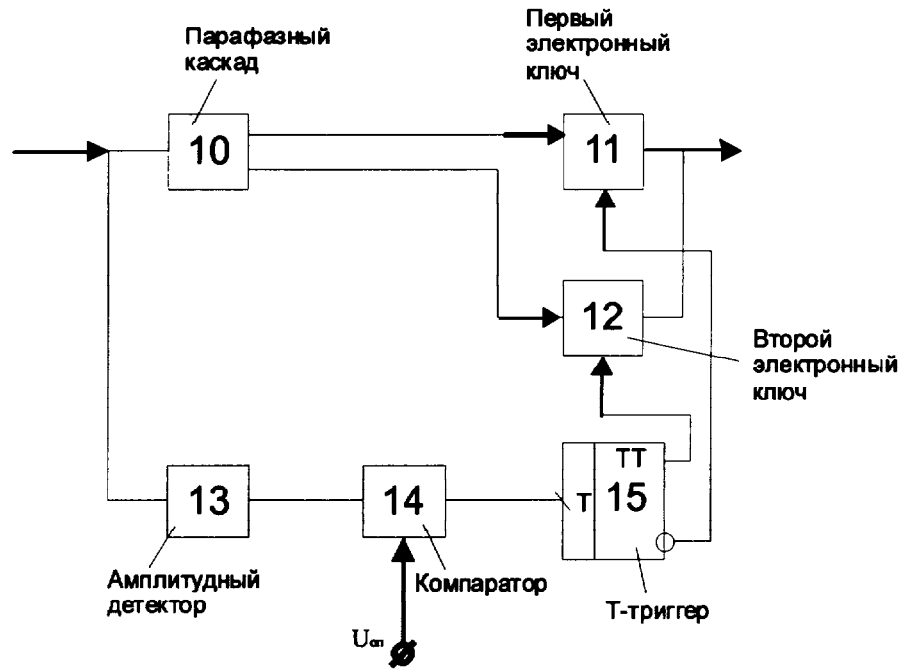 Парафазный
каскад
Первый
электронный
ключ
10
11
12
Второй
электронный
ключ
13
14
Т
ТТ
15
Амплитудный
детектор
Компаратор
Т-триггер
Uоп